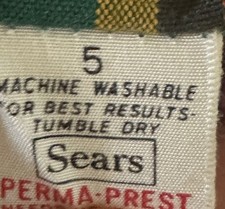 5
MACHINE WASHABLE
FOR BEST RESULTS-
TUMBLE DRY
Sears
PERMA-PREST